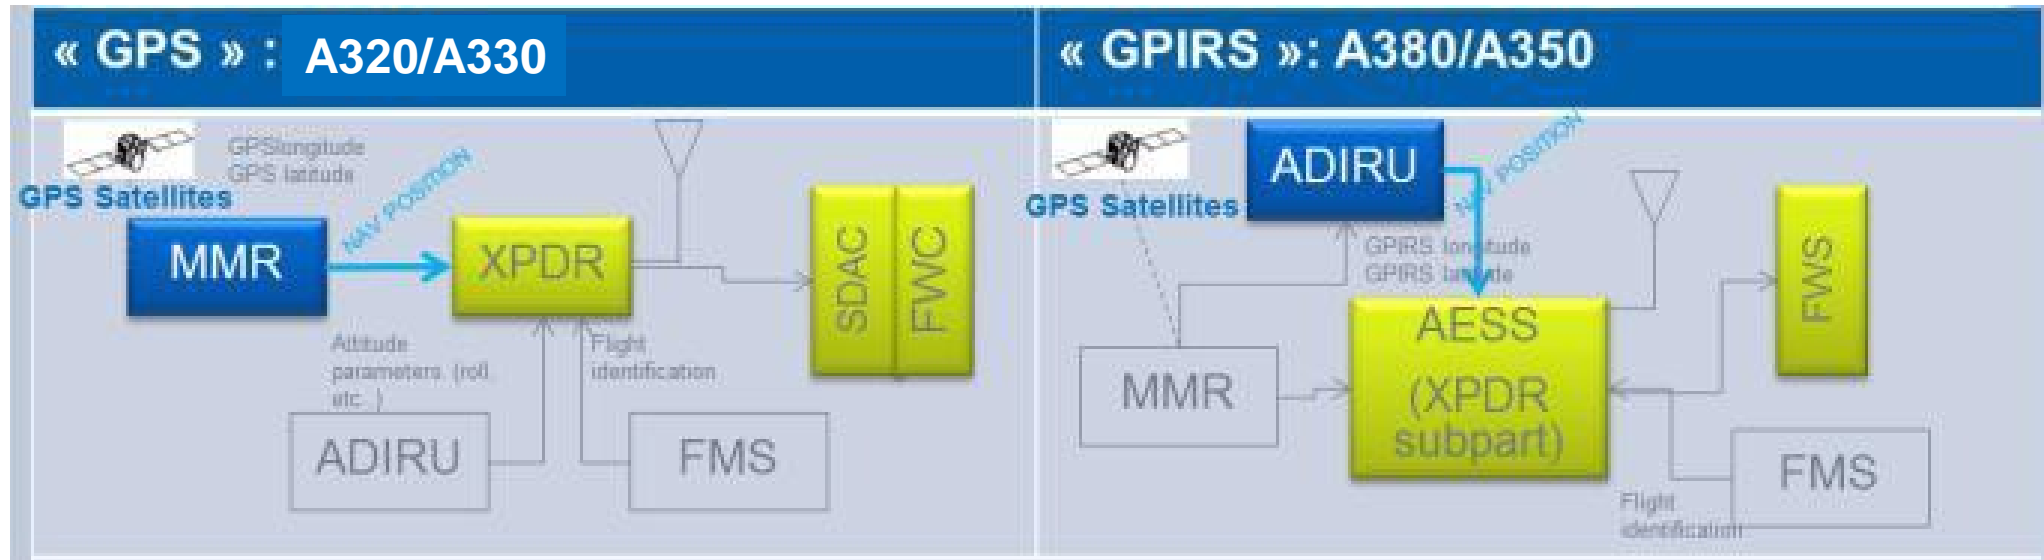 « GPS » : A320/A330
GPSlongitude
GPS latitude
NAV POSITION
GPS Satellites
MMR
XPDR
SDAC
FWC
Attitude
parameters (roll,
etc..)
Flight
identification
ADIRU
FMS
« GPIRS »: A380/A350
ADIRU
NAV POSITION
GPS Satellites
GPIRS longitude
GPIRS latitude
MMR
AESS
(XPDR
subpart)
FWS
FMS
Flight
identification